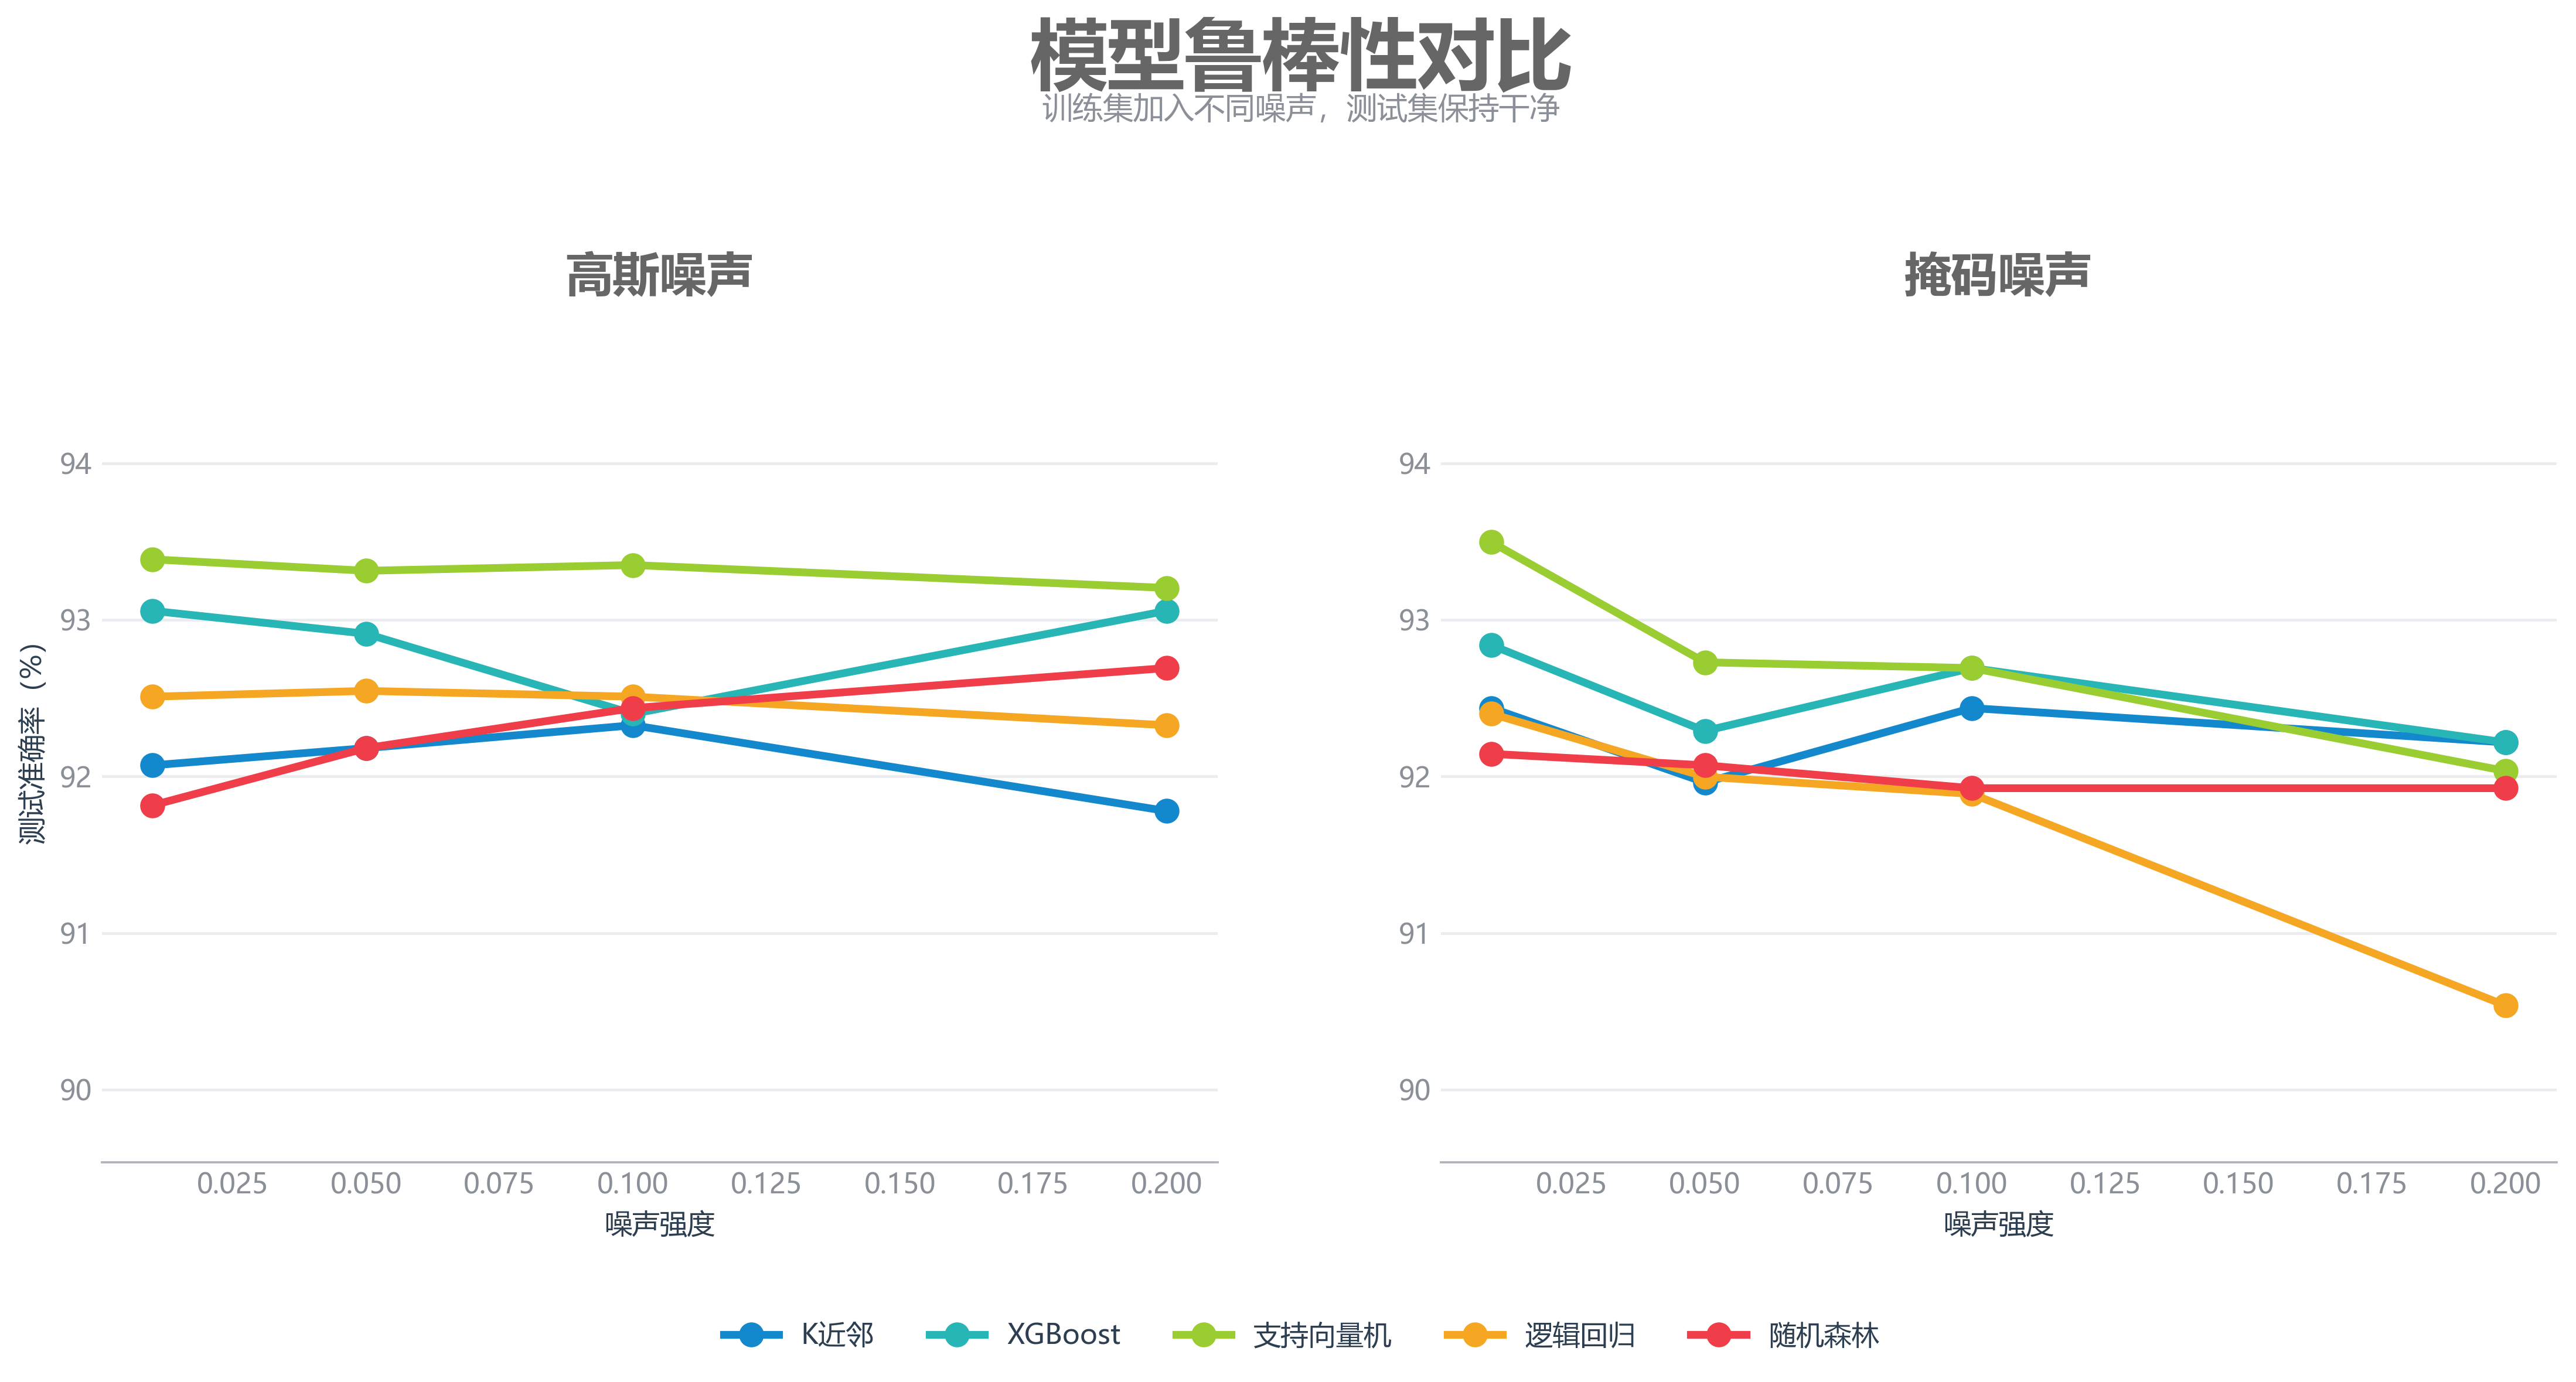 模型鲁棒性对比
训练集加入不同噪声，测试集保持干净
高斯噪声
掩码噪声
测试准确率（%）
94
93
92
91
90
0.025 0.050 0.075 0.100 0.125 0.150 0.175 0.200
噪声强度
94
93
92
91
90
0.025 0.050 0.075 0.100 0.125 0.150 0.175 0.200
噪声强度
K近邻 XGBoost 支持向量机 逻辑回归 随机森林